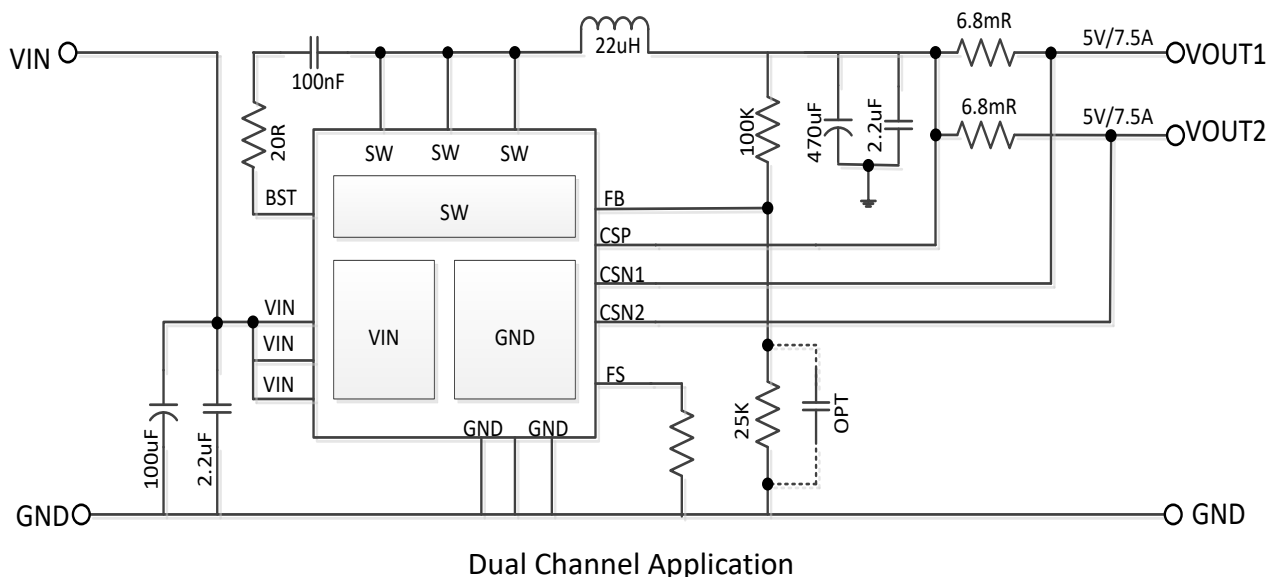 VIN
100nF
22uH
6.8mR
5V/7.5A
VOUT1
20R
SW SW SW
100K
470uF
2.2uF
6.8mR
5V/7.5A
VOUT2
BST
SW
FB
CSP
CSN1
VIN
CSN2
VIN
VIN
GND
VIN
FS
100uF
2.2uF
GND GND
25K
OPT
GND
GND
Dual Channel Application